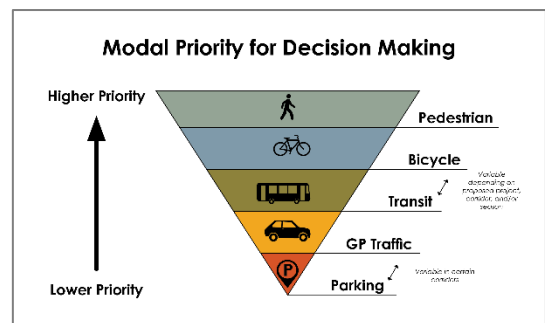 Modal Priority for Decision Making
Higher Priority
Pedestrian
Bicycle
Variable
depending on
proposed project,
corridor, and/or
section
Transit
GP Traffic
P
Variable in certain
corridors
Parking
Lower Priority